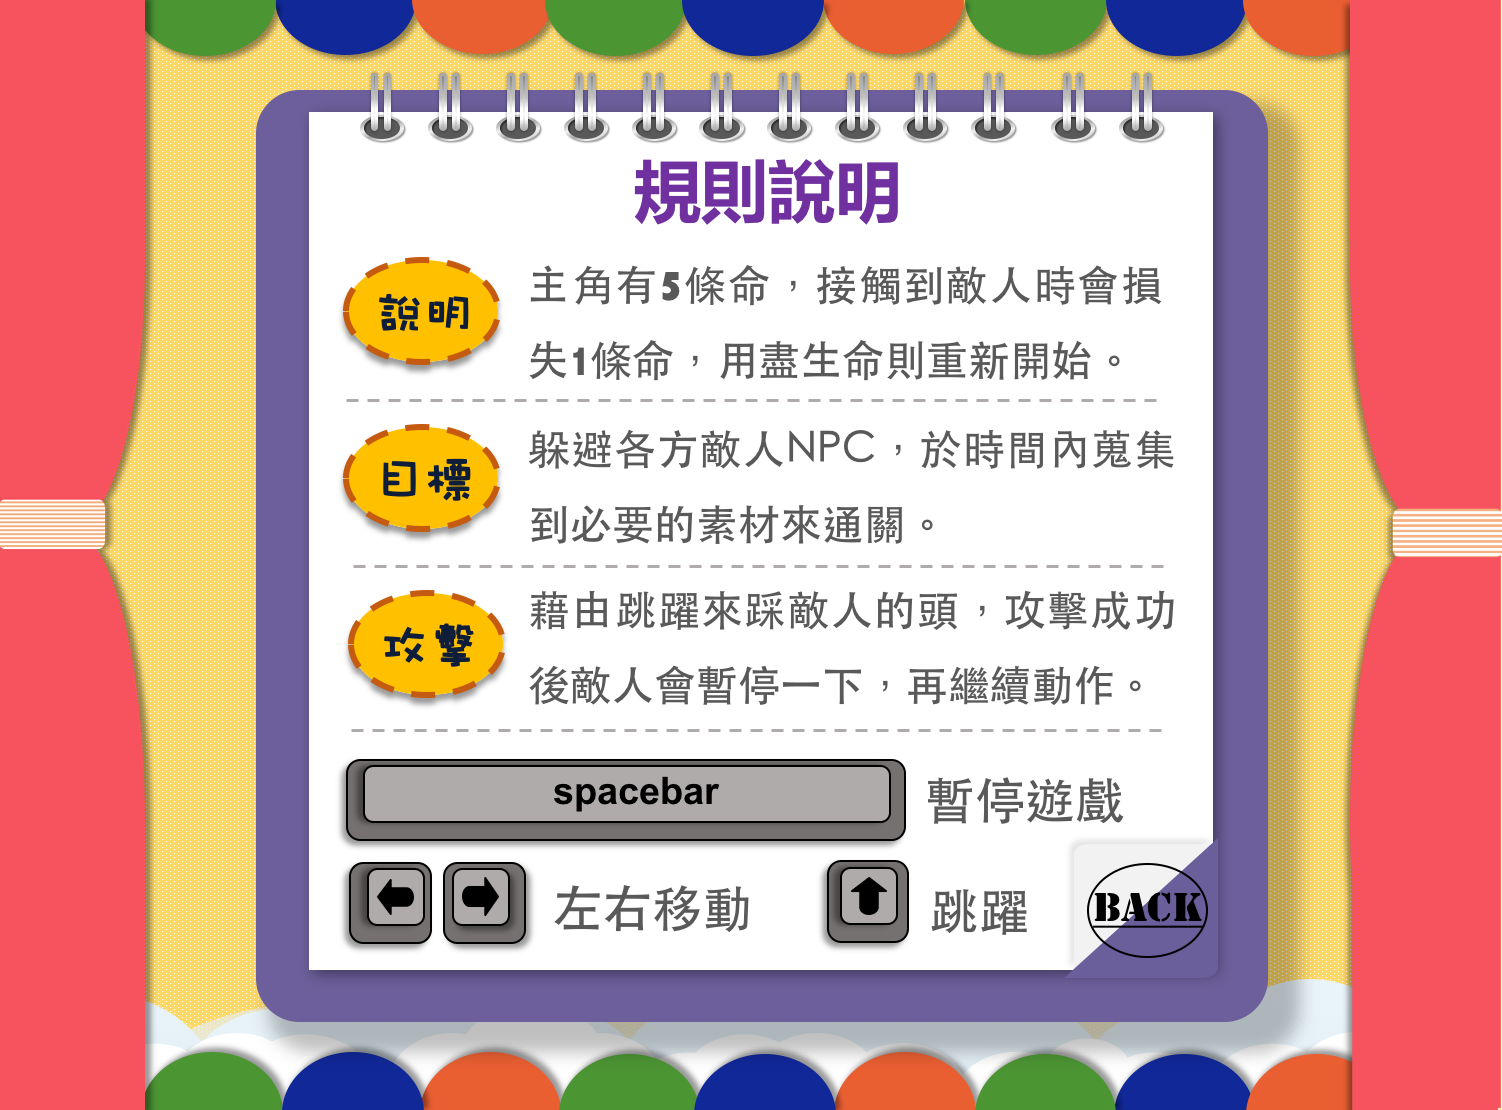 規則說明
說明
主角有5條命，接觸到敵人時會損
失1條命，用盡生命則重新開始。
目標
躲避各方敵人NPC，於時間內蒐集
到必要的素材來通關。
攻擊
藉由跳躍來踩敵人的頭，攻擊成功
後敵人會暫停一下，再繼續動作。
spacebar 暫停遊戲
左右移動 跳躍
BACK